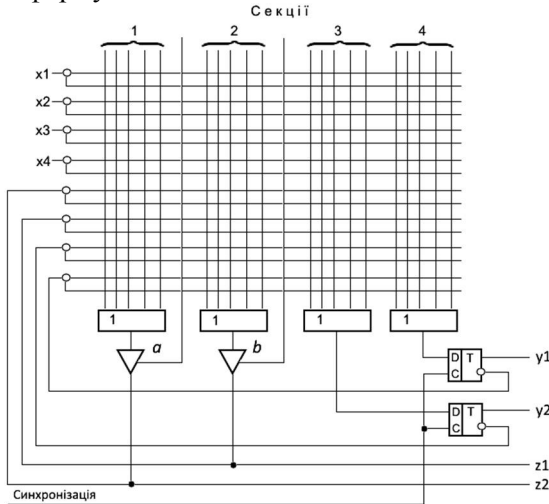 Секції
1 2 3 4
x1
x2
x3
x4
1 1 1 1
a b
D T y1
C
D T y2
C
z1
z2
Синхронізація